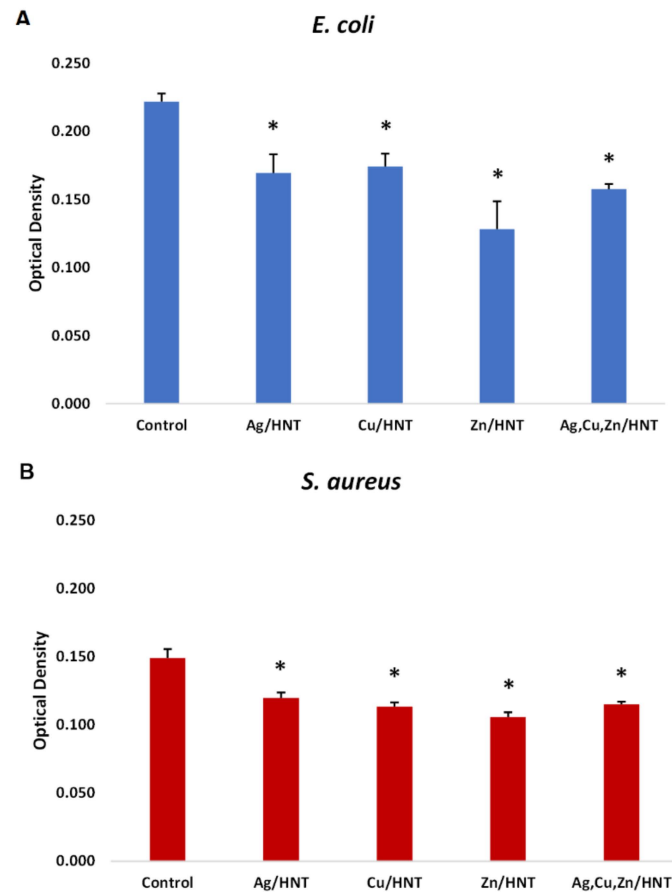 A
E. coli
0.250
0.200
0.150
0.100
0.050
0.000
Optical Density
* * * *
Control Ag/HNT Cu/HNT Zn/HNT Ag,Cu,Zn/HNT
B
S. aureus
0.250
0.200
0.150
0.100
0.050
0.000
Optical Density
* * * *
Control Ag/HNT Cu/HNT Zn/HNT Ag,Cu,Zn/HNT